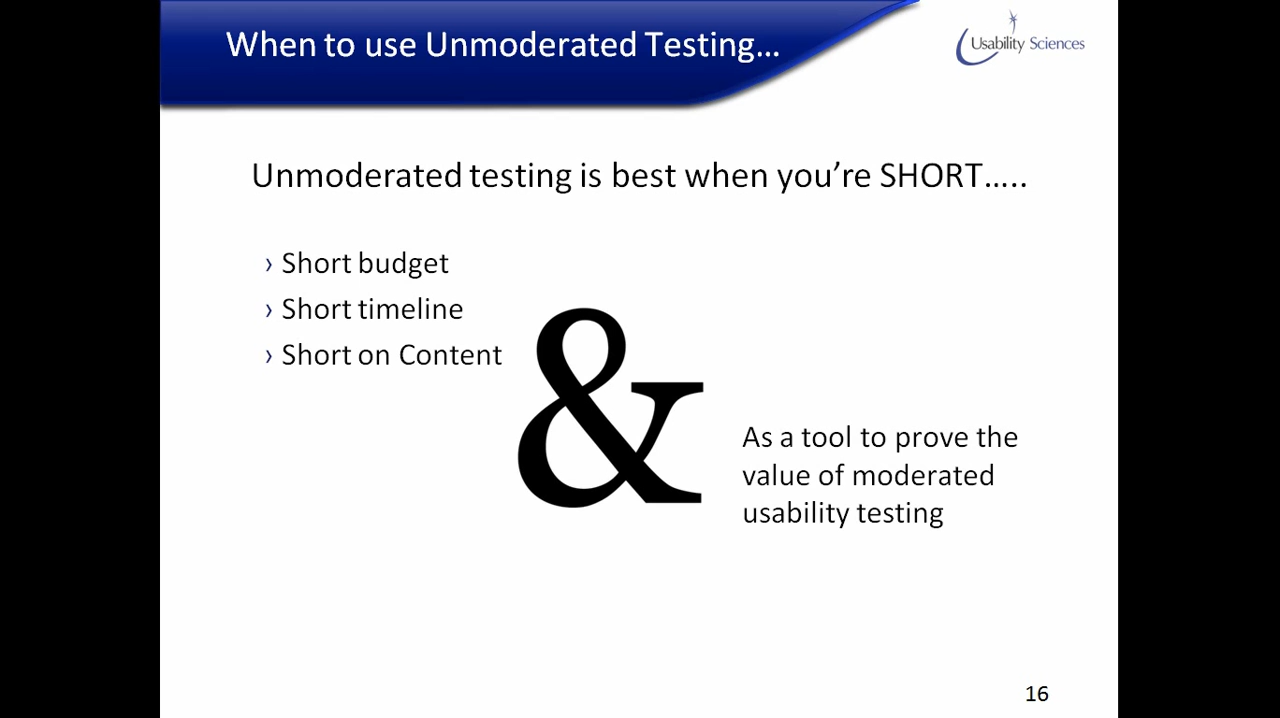 When to use Unmoderated Testing…
Usability Sciences
Unmoderated testing is best when you’re SHORT…..
› Short budget
› Short timeline
› Short on Content
&
As a tool to prove the
value of moderated
usability testing
16